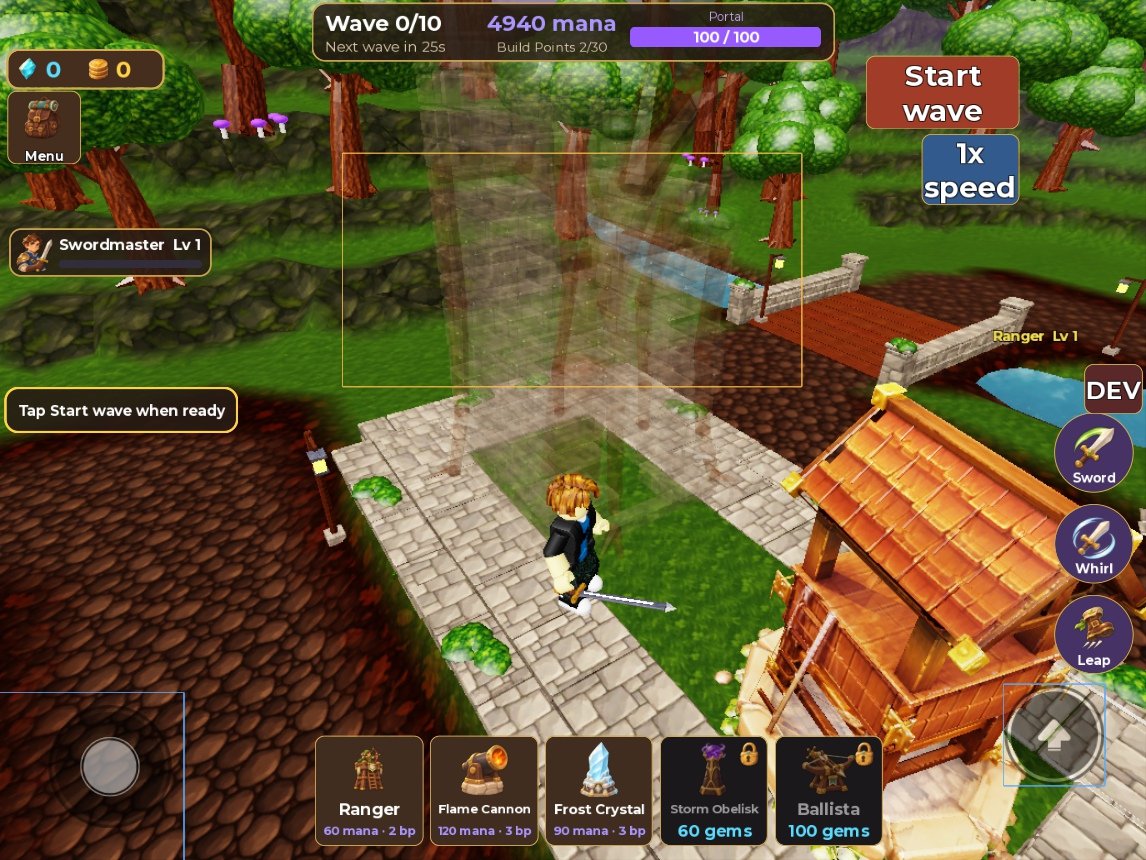 Wave 0/10
4940 mana
Portal
Next wave in 25s
Build Points 2/30
100 / 100
0
0
Start
wave
Menu
1x
speed
Swordmaster Lv 1
Ranger Lv 1
DEV
Tap Start wave when ready
Sword
Whirl
Leap
Ranger
60 mana · 2 bp
Flame Cannon
120 mana · 3 bp
Frost Crystal
90 mana · 3 bp
Storm Obelisk
60 gems
Ballista
100 gems